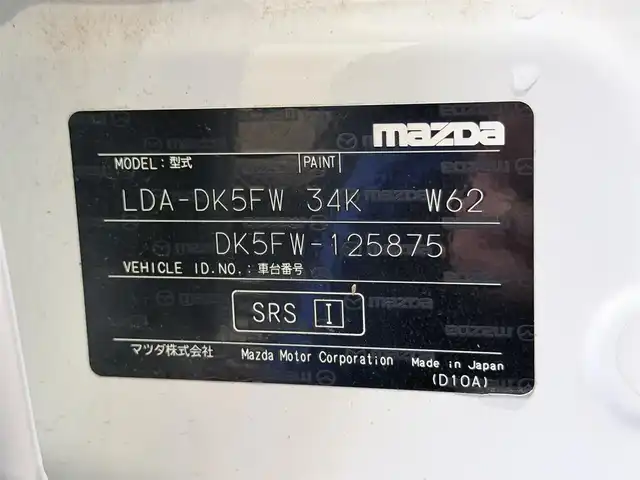 mazda
MODEL:型式 PAINT
LDA-DK5FW 34K W62
DK5FW-125875
VEHICLE ID.NO.:車台番号
SRS I
マツダ株式会社 Mazda Motor Corporation Made in Japan
(D10A)